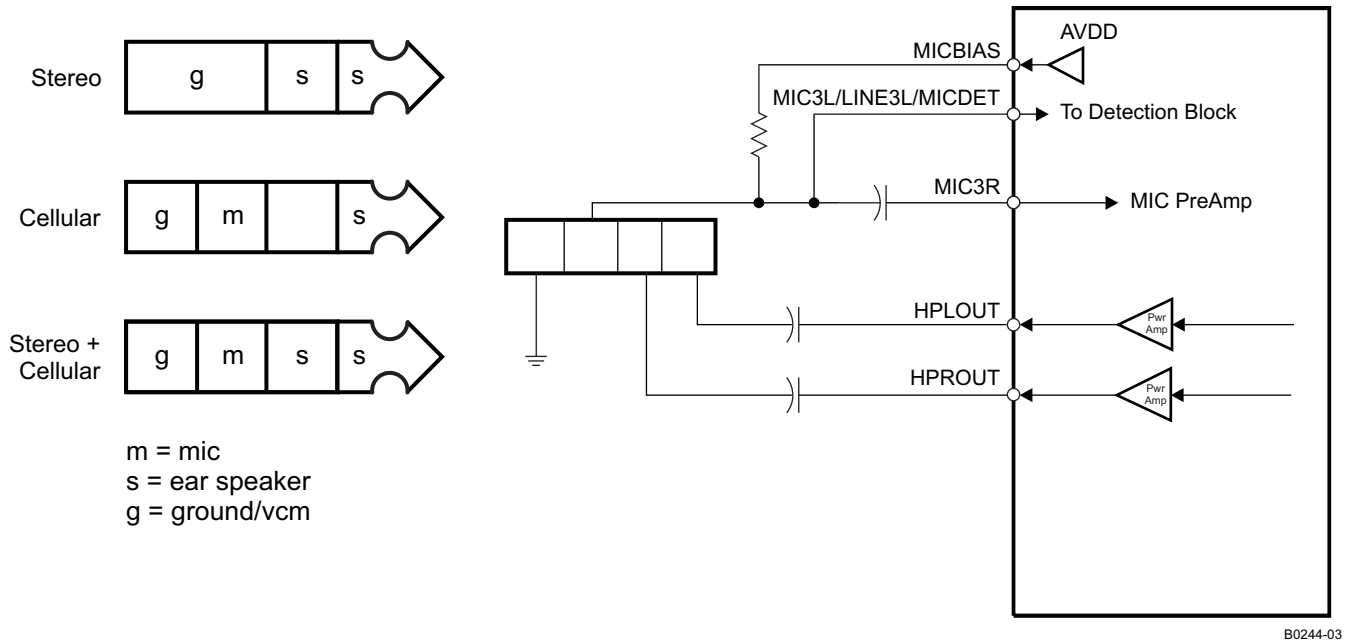 Stereo
g
s
s
Cellular
g
m
s
Stereo +
Cellular
g
m
s
s
m = mic
s = ear speaker
g = ground/vcm
MICBIAS
AVDD
MIC3L/LINE3L/MICDET
To Detection Block
MIC3R
MIC PreAmp
HPLOUT
Pwr
Amp
HPROUT
Pwr
Amp
B0244-03